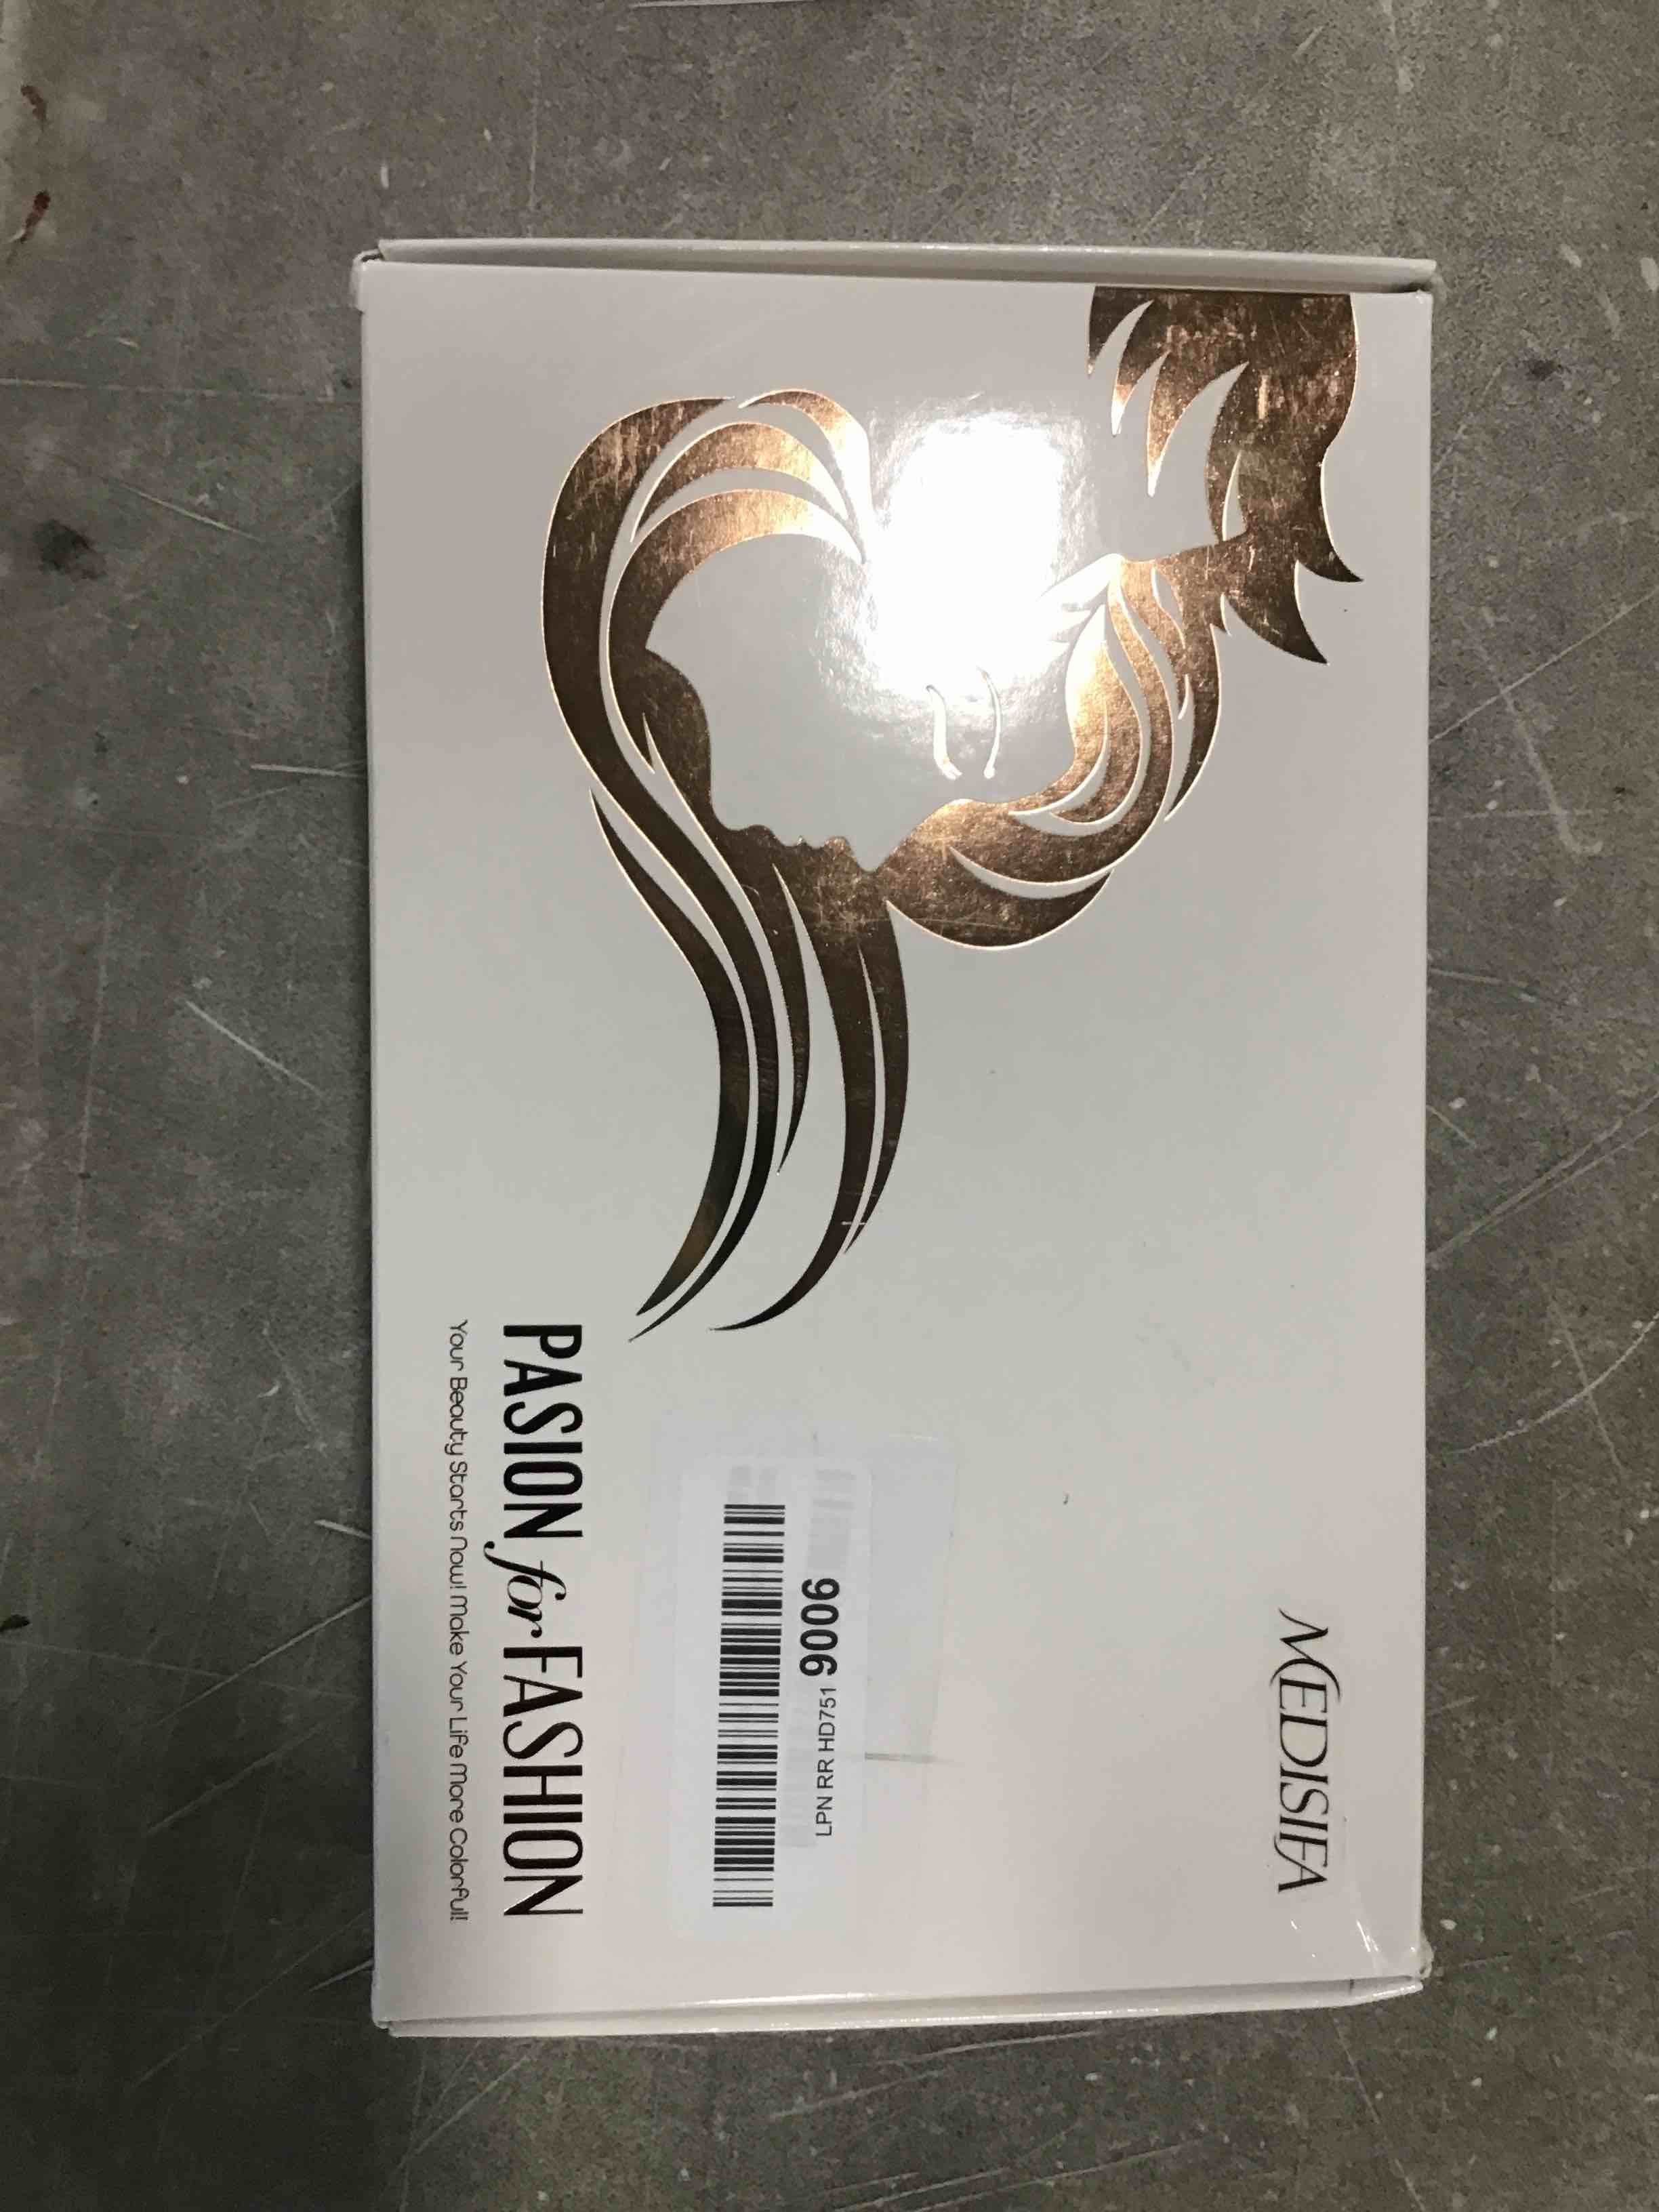 MEDISIFA
LPN RR HD751 9006
PASION for FASHION
Your Beauty Starts Now! Make Your Life More Colorful!